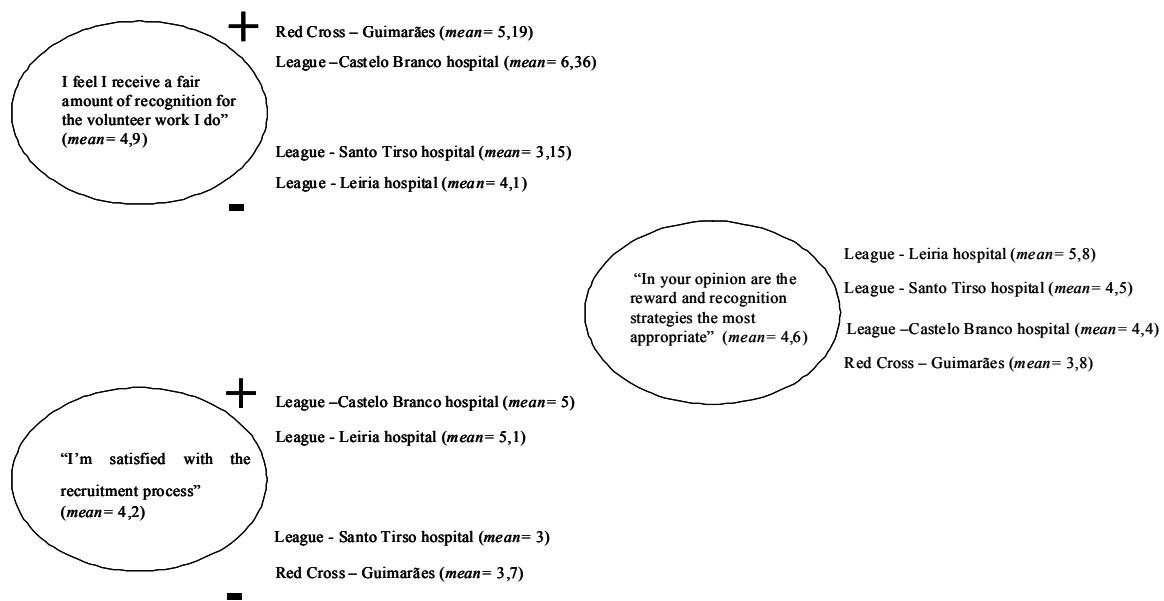 +
Red Cross – Guimarães (mean= 5,19)
League –Castelo Branco hospital (mean= 6,36)
I feel I receive a fair
amount of recognition for
the volunteer work I do”
(mean= 4,9)
League - Santo Tirso hospital (mean= 3,15)
League - Leiria hospital (mean= 4,1)
-
“In your opinion are the
reward and recognition
strategies the most
appropriate” (mean= 4,6)
League - Leiria hospital (mean= 5,8)
League - Santo Tirso hospital (mean= 4,5)
League –Castelo Branco hospital (mean= 4,4)
Red Cross – Guimarães (mean= 3,8)
+
League –Castelo Branco hospital (mean= 5)
League - Leiria hospital (mean= 5,1)
“I’m satisfied with the
recruitment process”
(mean= 4,2)
League - Santo Tirso hospital (mean= 3)
Red Cross – Guimarães (mean= 3,7)
-